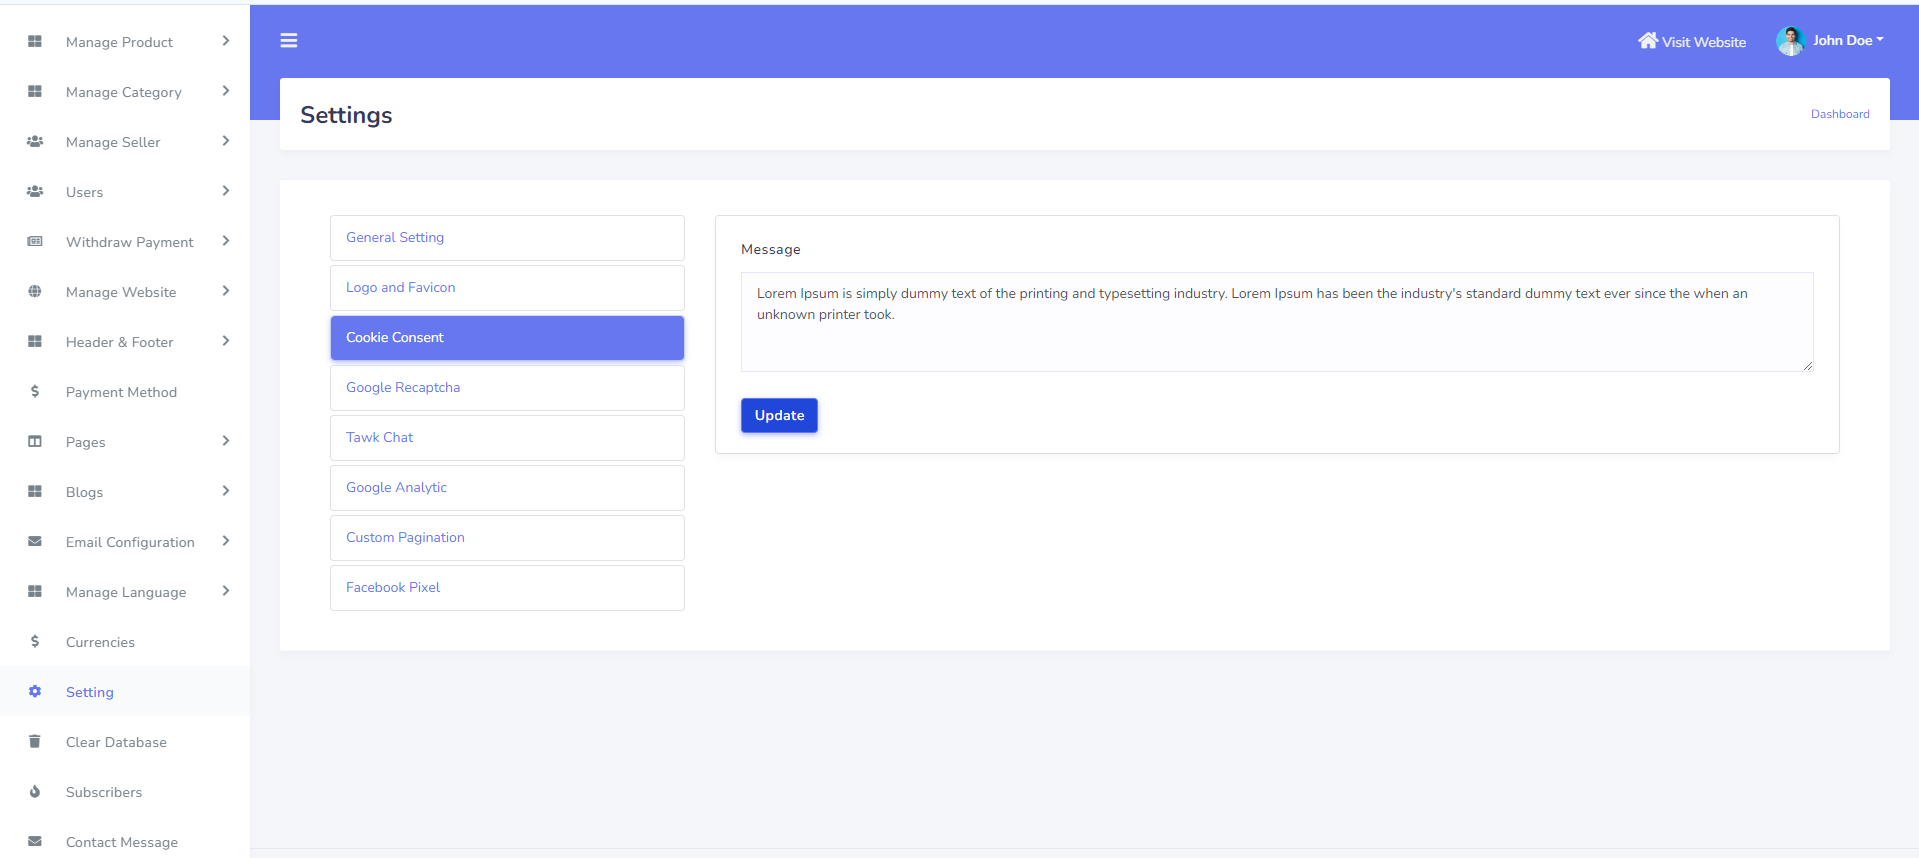 Manage Product
Manage Category
Manage Seller
Users
Withdraw Payment
Manage Website
Header & Footer
Payment Method
Pages
Blogs
Email Configuration
Manage Language
Currencies
Setting
Clear Database
Subscribers
Contact Message
Visit Website
John Doe
Settings
Dashboard
General Setting
Logo and Favicon
Cookie Consent
Google Recaptcha
Tawk Chat
Google Analytic
Custom Pagination
Facebook Pixel
Message
Lorem Ipsum is simply dummy text of the printing and typesetting industry. Lorem Ipsum has been the industry's standard dummy text ever since the when an
unknown printer took.
Update